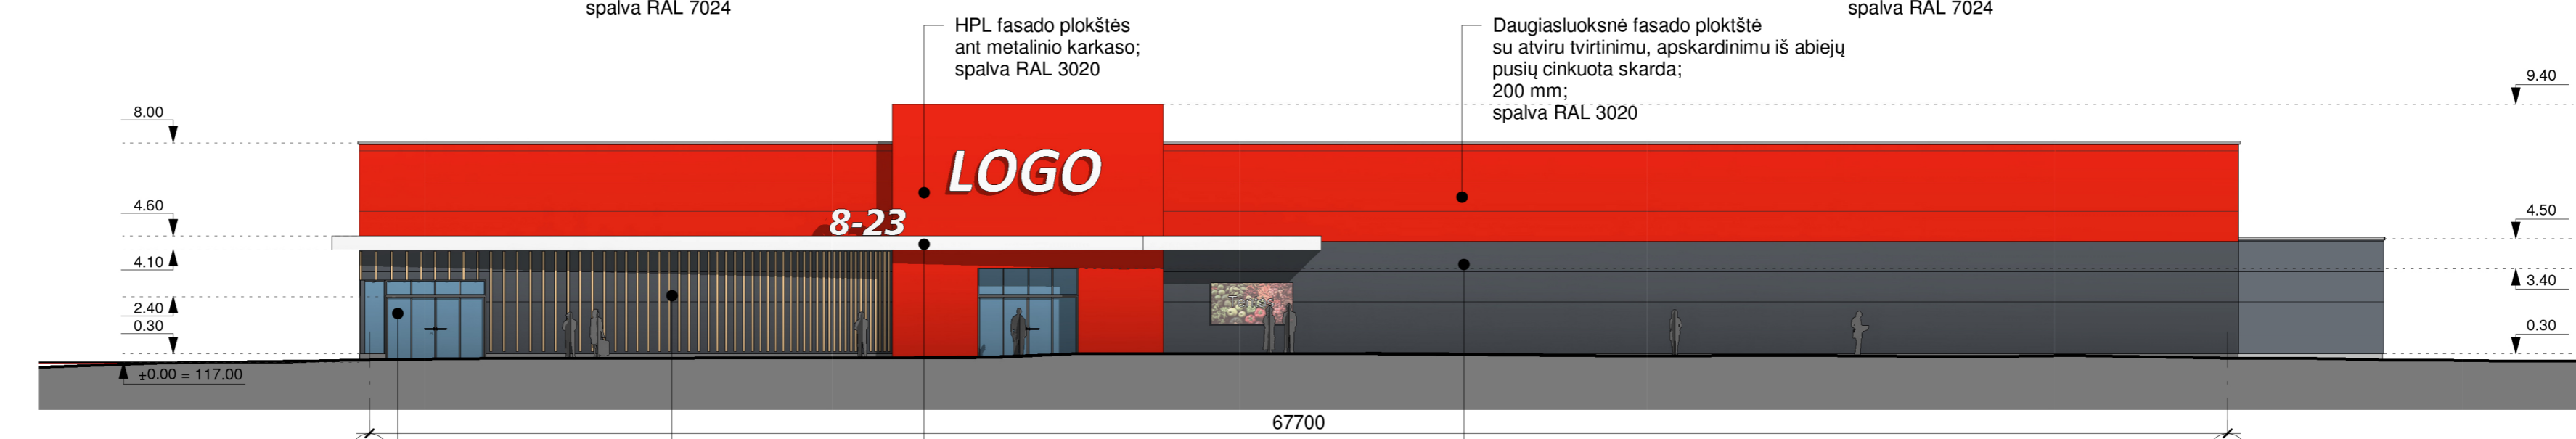 spalva RAL 7024
spalva RAL 7024
HPL fasado plokštės
ant metalinio karkaso;
spalva RAL 3020
Daugiasluoksnė fasado ploktštė
su atviru tvirtinimu, apskardinimu iš abiejų
pusių cinkuota skarda;
200 mm;
spalva RAL 3020
9.40
8.00
LOGO
8-23
4.60
4.50
4.10
3.40
2.40
0.30
0.30
±0.00 = 117.00
67700